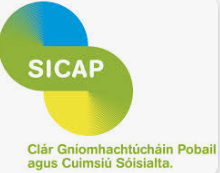 SICAP
Clár Gníomhachtúcháin Pobail
agus Cuimsiú Sóisialta.